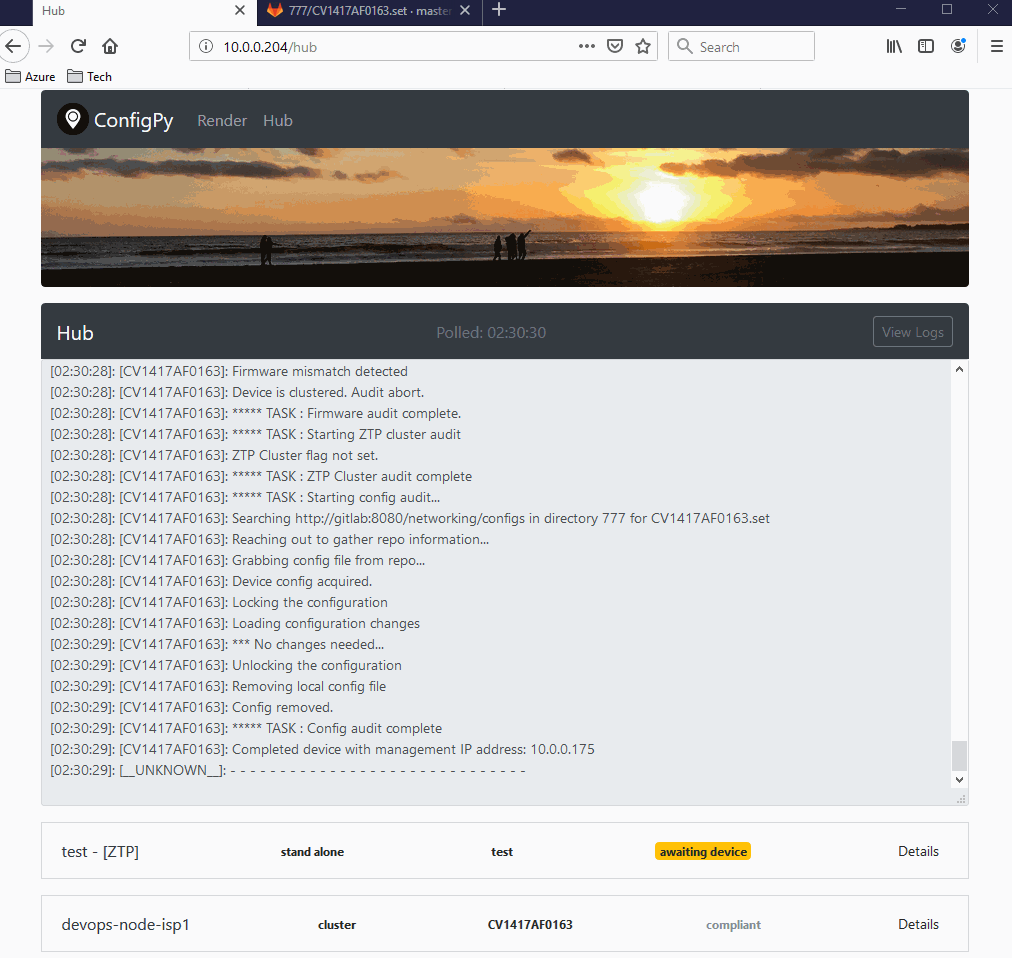 Hub
777/CV1417AF0163.set · master
10.0.0.204/hub
Search
Azure
Tech
ConfigPy
Render
Hub
Hub
Polled: 02:30:30
View Logs
[02:30:28]: [CV1417AF0163]: Firmware mismatch detected
[02:30:28]: [CV1417AF0163]: Device is clustered. Audit abort.
[02:30:28]: [CV1417AF0163]: ***** TASK : Firmware audit complete.
[02:30:28]: [CV1417AF0163]: ***** TASK : Starting ZTP cluster audit
[02:30:28]: [CV1417AF0163]: ZTP Cluster flag not set.
[02:30:28]: [CV1417AF0163]: ***** TASK : ZTP Cluster audit complete
[02:30:28]: [CV1417AF0163]: ***** TASK : Starting config audit...
[02:30:28]: [CV1417AF0163]: Searching http://gitlab:8080/networking/configs in directory 777 for CV1417AF0163.set
[02:30:28]: [CV1417AF0163]: Reaching out to gather repo information...
[02:30:28]: [CV1417AF0163]: Grabbing config file from repo...
[02:30:28]: [CV1417AF0163]: Device config acquired.
[02:30:28]: [CV1417AF0163]: Locking the configuration
[02:30:28]: [CV1417AF0163]: Loading configuration changes
[02:30:29]: [CV1417AF0163]: *** No changes needed...
[02:30:29]: [CV1417AF0163]: Unlocking the configuration
[02:30:29]: [CV1417AF0163]: Removing local config file
[02:30:29]: [CV1417AF0163]: Config removed.
[02:30:29]: [CV1417AF0163]: ***** TASK : Config audit complete
[02:30:29]: [CV1417AF0163]: Completed device with management IP address: 10.0.0.175
[02:30:29]: [__UNKNOWN__]: - - - - - - - - - - - - - - - - - - - - - - - - - - - - - -
test - [ZTP]
stand alone
test
awaiting device
Details
devops-node-isp1
cluster
CV1417AF0163
compliant
Details